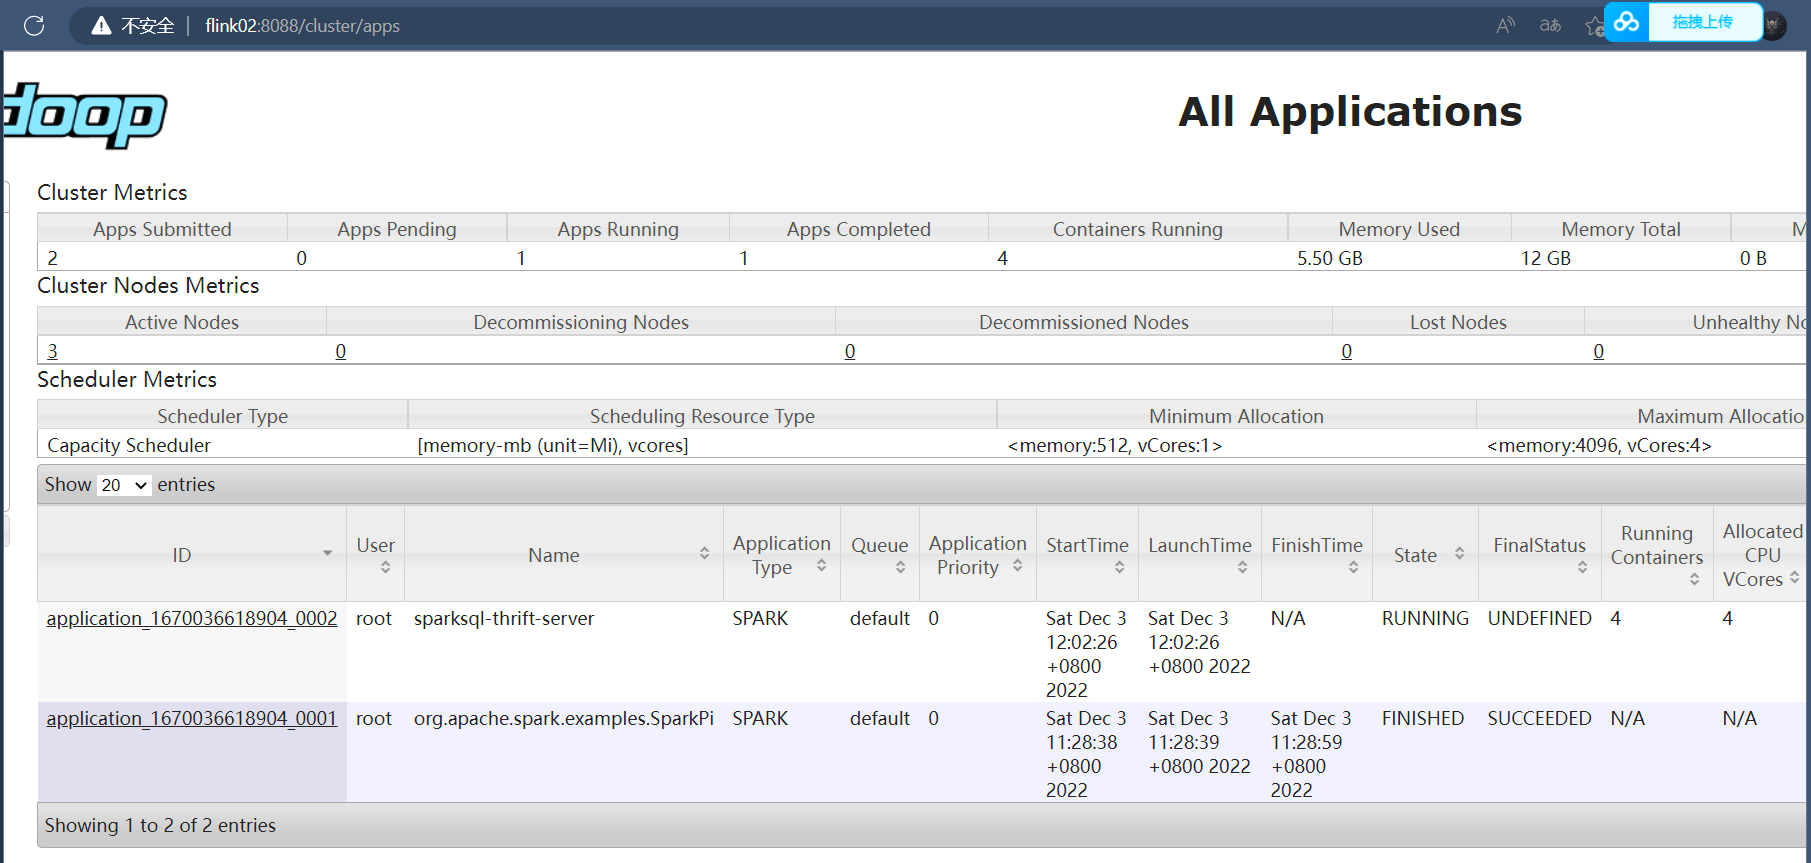 不安全 | flink02:8088/cluster/apps
拖拽上传
doop
All Applications
Cluster Metrics
Apps Submitted Apps Pending Apps Running Apps Completed Containers Running Memory Used Memory Total M
2 0 1 1 4 5.50 GB 12 GB 0 B
Cluster Nodes Metrics
Active Nodes Decommissioning Nodes Decommissioned Nodes Lost Nodes Unhealthy No
3 0 0 0 0
Scheduler Metrics
Scheduler Type Scheduling Resource Type Minimum Allocation Maximum Allocatio
Capacity Scheduler [memory-mb (unit=Mi), vcores] <memory:512, vCores:1> <memory:4096, vCores:4>
Show 20 entries
ID User Name Application Type Queue Application Priority StartTime LaunchTime FinishTime State FinalStatus Running Containers Allocated CPU VCores
application_1670036618904_0002 root sparksql-thrift-server SPARK default 0 Sat Dec 3 12:02:26 +0800 2022 Sat Dec 3 12:02:26 +0800 2022 N/A RUNNING UNDEFINED 4 4
application_1670036618904_0001 root org.apache.spark.examples.SparkPi SPARK default 0 Sat Dec 3 11:28:38 +0800 2022 Sat Dec 3 11:28:39 +0800 2022 Sat Dec 3 11:28:59 +0800 2022 FINISHED SUCCEEDED N/A N/A
Showing 1 to 2 of 2 entries